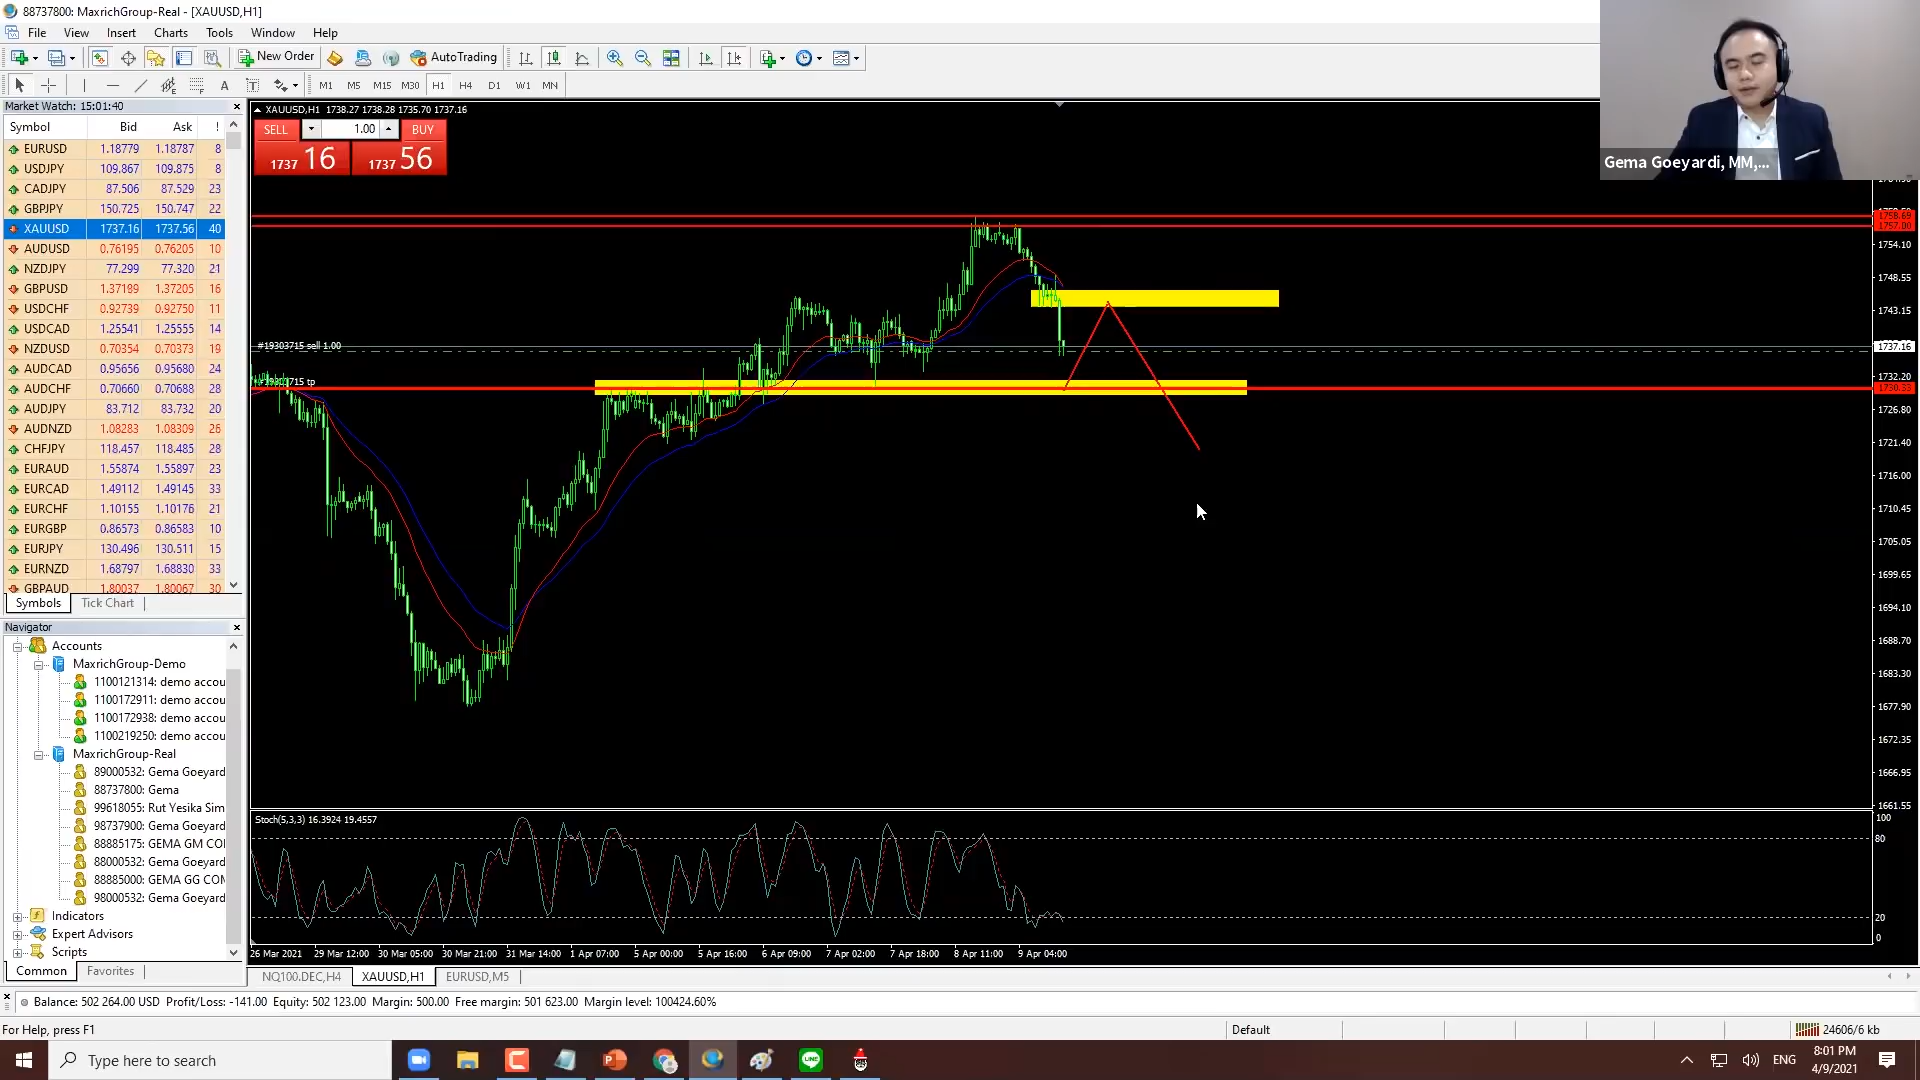 88737800: MaxrichGroup-Real - [XAUUSD,H1]
File View Insert Charts Tools Window Help
New Order AutoTrading
M1 M5 M15 M30 H1 H4 D1 W1 MN
Market Watch: 15:01:40
Symbol Bid Ask !
EURUSD 1.18779 1.18787 8
USDJPY 109.867 109.875 8
CADJPY 87.506 87.529 23
GBPJPY 150.725 150.747 22
XAUUSD 1737.16 1737.56 40
AUDUSD 0.76195 0.76205 10
NZDJPY 77.299 77.320 21
GBPUSD 1.37189 1.37205 16
USDCHF 0.92739 0.92750 11
USDCAD 1.25541 1.25555 14
NZDUSD 0.70354 0.70373 19
AUDCAD 0.95656 0.95680 24
AUDCHF 0.70660 0.70688 28
AUDJPY 83.712 83.732 20
AUDNZD 1.08283 1.08309 26
CHFJPY 118.457 118.485 28
EURAUD 1.55874 1.55897 23
EURCAD 1.49112 1.49145 33
EURCHF 1.10155 1.10176 21
EURGBP 0.86573 0.86583 10
EURJPY 130.496 130.511 15
EURNZD 1.68797 1.68830 33
GBPAUD 1.80037 1.80067 30
Symbols Tick Chart
Navigator
Accounts
MaxrichGroup-Demo
1100121314: demo accou
1100172911: demo accou
1100172938: demo accou
1100219250: demo accou
MaxrichGroup-Real
89000532: Gema Goeyard
88737800: Gema
99618055: Rut Yesika Sim
98737900: Gema Goeyard
88885175: GEMA GM CO
88000532: Gema Goeyard
88885000: GEMA GG CON
98000532: Gema Goeyard
Indicators
Expert Advisors
Scripts
Common Favorites
XAUUSD,H1 1738.27 1738.28 1735.70 1737.16
SELL 1.00 BUY
1737 16 1737 56
Gema Goeyardi, MM,...
#19303715 sell 1.00
#19303715 tp
1758.69
1757.00
1754.10
1748.55
1743.15
1737.16
1732.20
1730.33
1726.80
1721.40
1716.00
1710.45
1705.05
1699.65
1694.10
1688.70
1683.30
1677.90
1672.35
1666.95
1661.55
Stoch(5,3,3) 16.3924 19.4557
100
80
20
0
26 Mar 2021 29 Mar 12:00 30 Mar 05:00 30 Mar 21:00 31 Mar 14:00 1 Apr 07:00 5 Apr 00:00 5 Apr 16:00 6 Apr 09:00 7 Apr 02:00 7 Apr 18:00 8 Apr 11:00 9 Apr 04:00
NQ100.DEC,H4 XAUUSD,H1 EURUSD,M5
Balance: 502 264.00 USD Profit/Loss: -141.00 Equity: 502 123.00 Margin: 500.00 Free margin: 501 623.00 Margin level: 100424.60%
For Help, press F1 Default 24606/6 kb
Type here to search
LINE
ENG
8:01 PM
4/9/2021